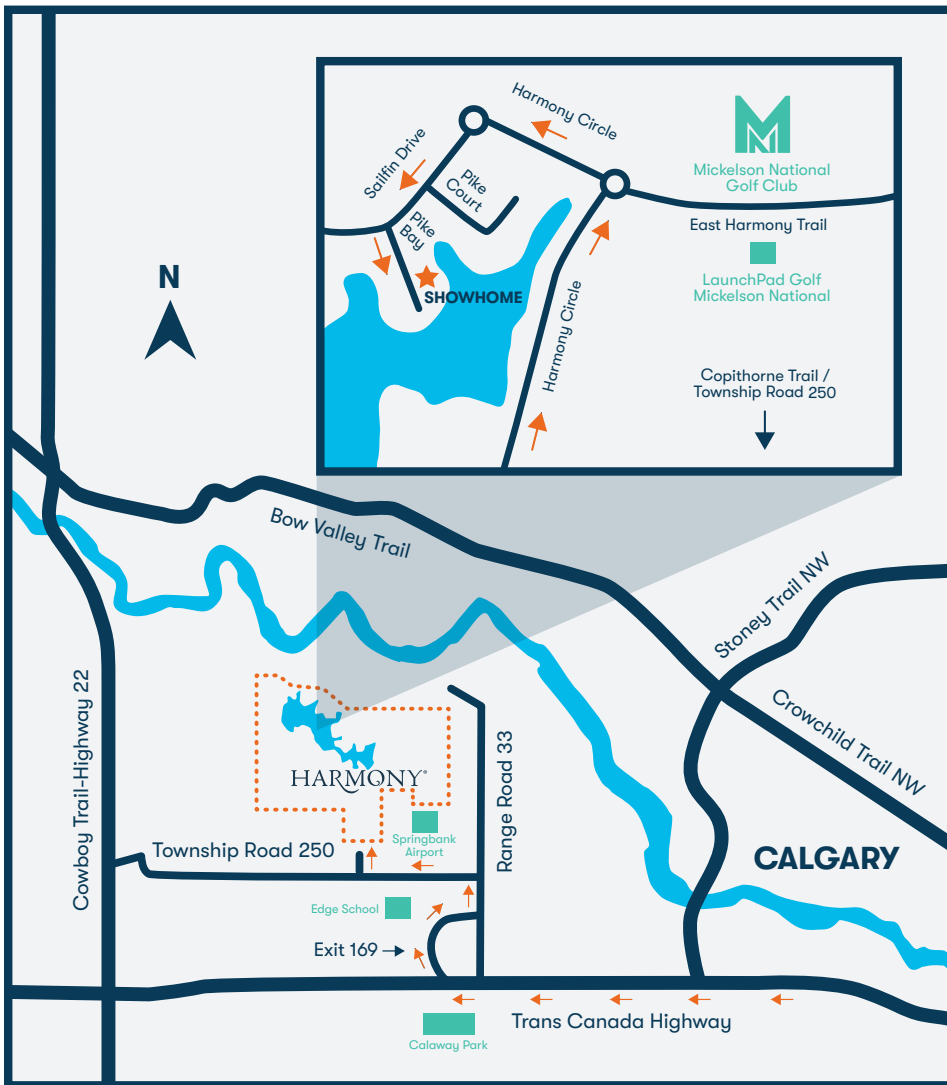 Harmony Circle
Sailfin Drive
Pike
Court
Pike
Bay
SHOWHOME
Harmony Circle
M
Mickelson National
Golf Club
East Harmony Trail
LaunchPad Golf
Mickelson National
Copithorne Trail /
Township Road 250
N
Bow Valley Trail
Stoney Trail NW
Crowchild Trail NW
Cowboy Trail-Highway 22
HARMONY®
Range Road 33
Springbank
Airport
Township Road 250
CALGARY
Edge School
Exit 169
Trans Canada Highway
Calaway Park